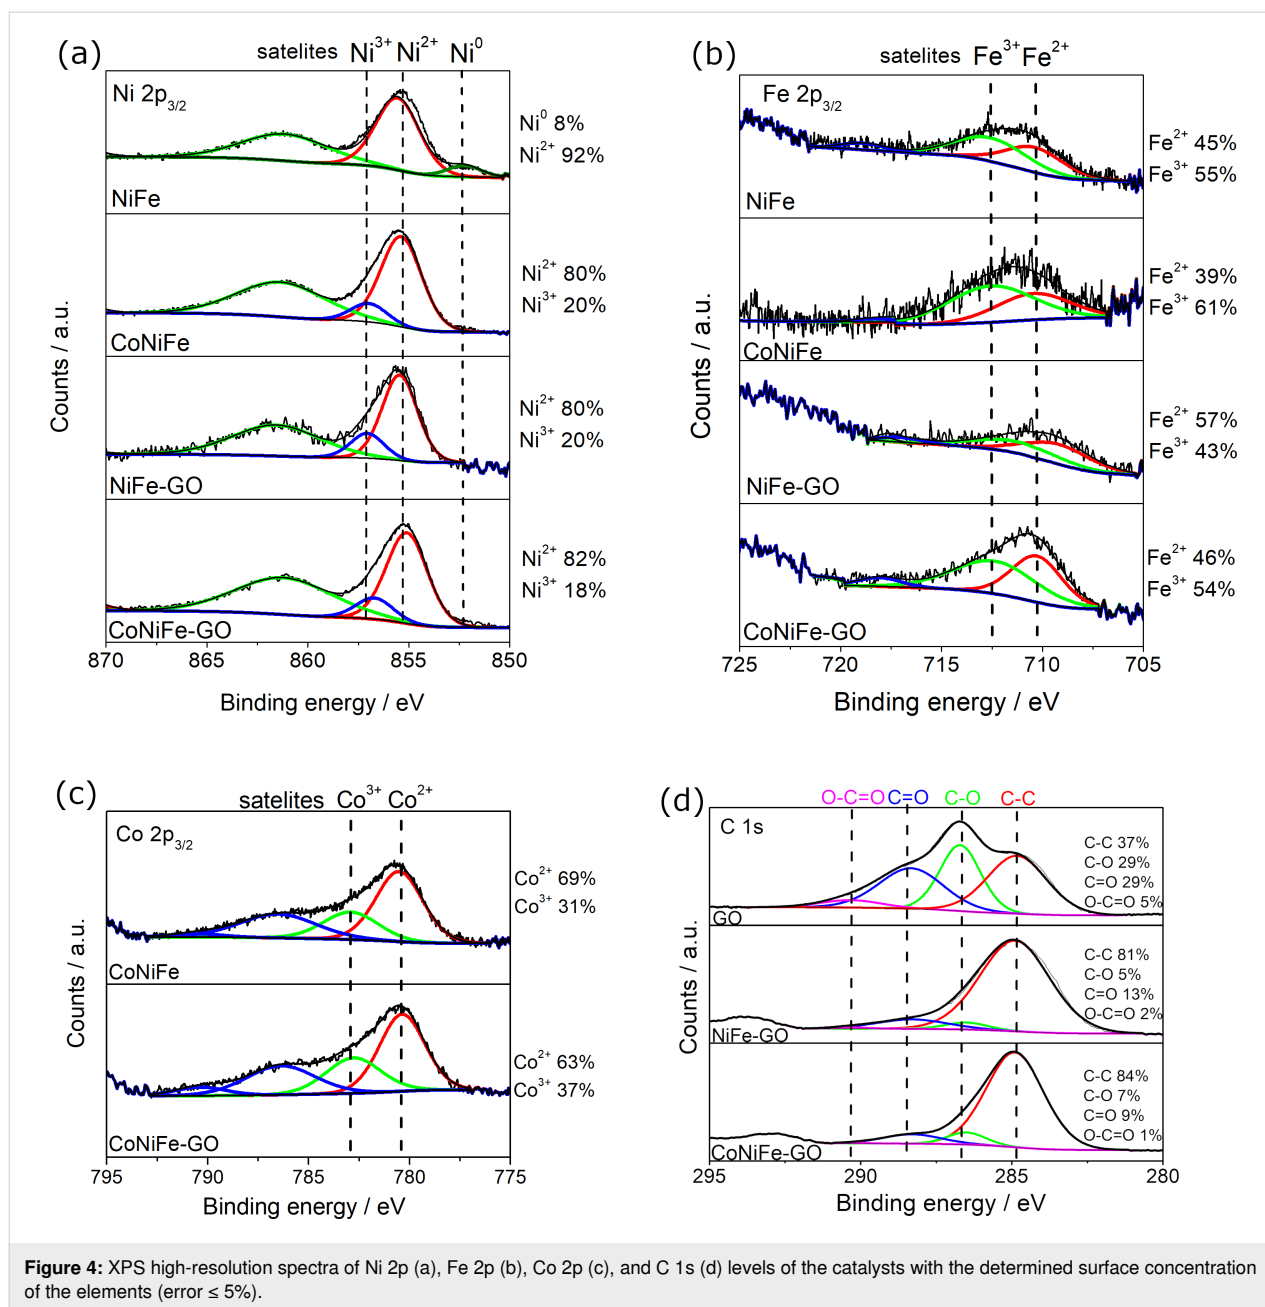 (a)
satelites Ni³⁺ Ni²⁺ Ni⁰
Ni 2p₃/₂
Ni⁰ 8%
Ni²⁺ 92%
NiFe
Ni²⁺ 80%
Ni³⁺ 20%
CoNiFe
Ni²⁺ 80%
Ni³⁺ 20%
NiFe-GO
Ni²⁺ 82%
Ni³⁺ 18%
CoNiFe-GO
870 865 860 855 850
Binding energy / eV
Counts / a.u.
(b)
satelites Fe³⁺ Fe²⁺
Fe 2p₃/₂
Fe²⁺ 45%
Fe³⁺ 55%
NiFe
Fe²⁺ 39%
Fe³⁺ 61%
CoNiFe
Fe²⁺ 57%
Fe³⁺ 43%
NiFe-GO
Fe²⁺ 46%
Fe³⁺ 54%
CoNiFe-GO
725 720 715 710 705
Binding energy / eV
Counts / a.u.
(c)
satelites Co³⁺ Co²⁺
Co 2p₃/₂
Co²⁺ 69%
Co³⁺ 31%
CoNiFe
Co²⁺ 63%
Co³⁺ 37%
CoNiFe-GO
795 790 785 780 775
Binding energy / eV
Counts / a.u.
(d)
O-C=O C=O C-O C-C
C 1s
C-C 37%
C-O 29%
C=O 29%
O-C=O 5%
GO
C-C 81%
C-O 5%
C=O 13%
O-C=O 2%
NiFe-GO
C-C 84%
C-O 7%
C=O 9%
O-C=O 1%
CoNiFe-GO
295 290 285 280
Binding energy / eV
Counts / a.u.
Figure 4: XPS high-resolution spectra of Ni 2p (a), Fe 2p (b), Co 2p (c), and C 1s (d) levels of the catalysts with the determined surface concentration
of the elements (error ≤ 5%).